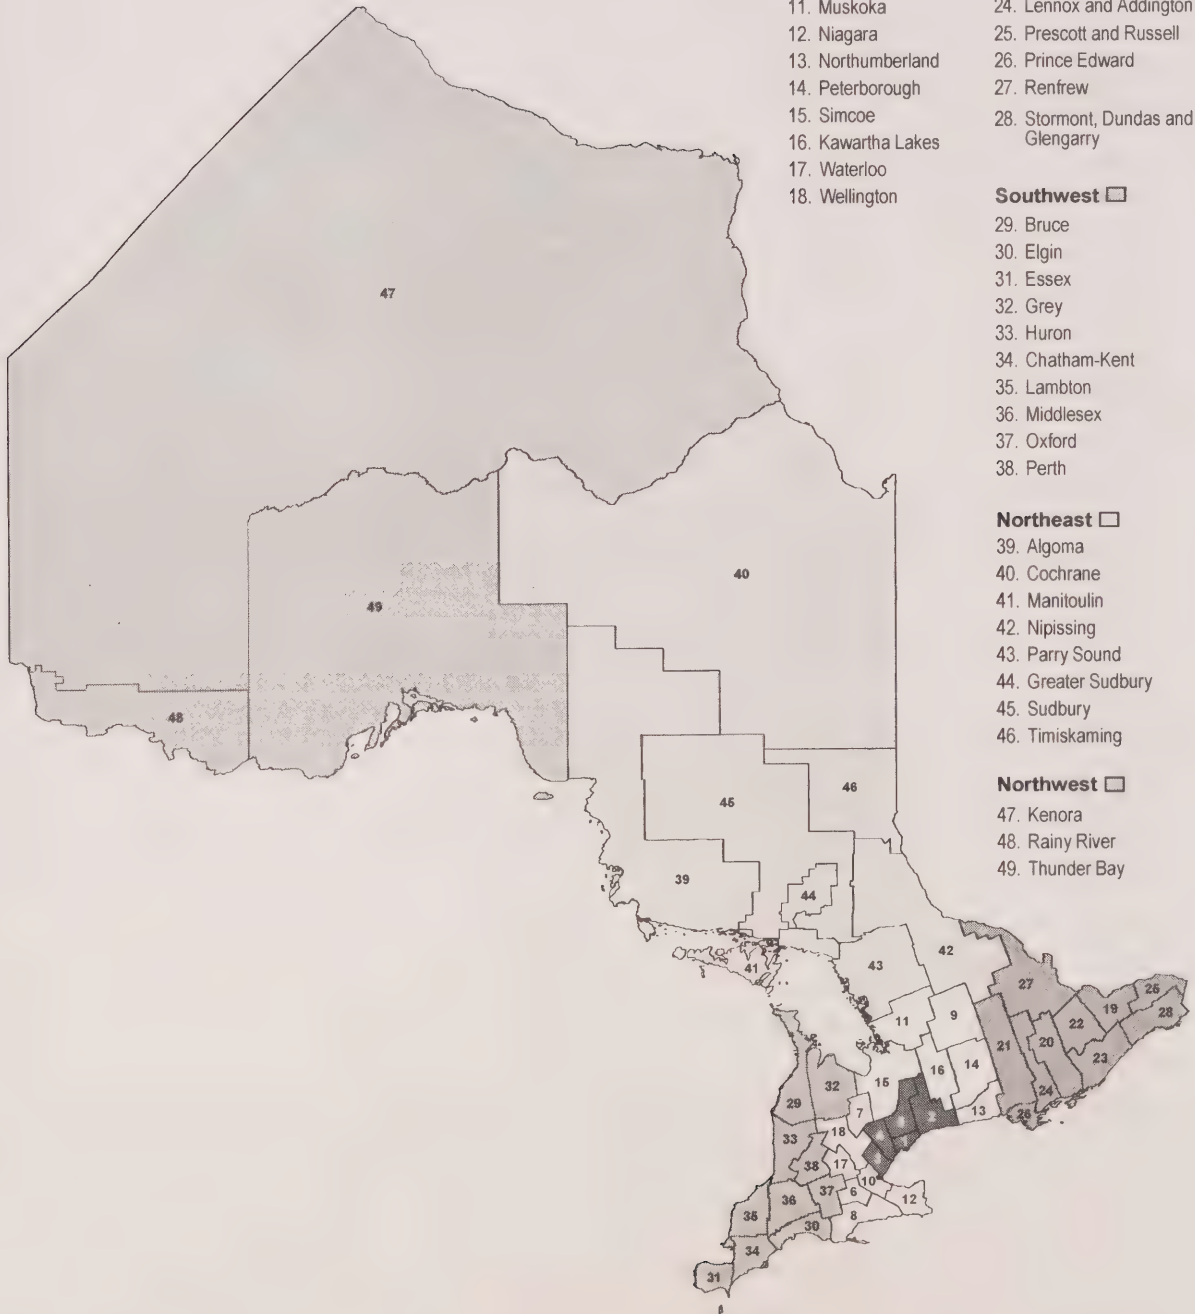 11. Muskoka
12. Niagara
13. Northumberland
14. Peterborough
15. Simcoe
16. Kawartha Lakes
17. Waterloo
18. Wellington
24. Lennox and Addington
25. Prescott and Russell
26. Prince Edward
27. Renfrew
28. Stormont, Dundas and
Glengarry
Southwest
29. Bruce
30. Elgin
31. Essex
32. Grey
33. Huron
34. Chatham-Kent
35. Lambton
36. Middlesex
37. Oxford
38. Perth
Northeast
39. Algoma
40. Cochrane
41. Manitoulin
42. Nipissing
43. Parry Sound
44. Greater Sudbury
45. Sudbury
46. Timiskaming
Northwest
47. Kenora
48. Rainy River
49. Thunder Bay
47
40
49
48
46
45
39
44
42
43
41
27
25
19
28
22
11
9
21
20
23
16
14
15
32
24
29
7
2
13
26
18
33
38
17
10
37
6
12
36
35
8
30
34
31